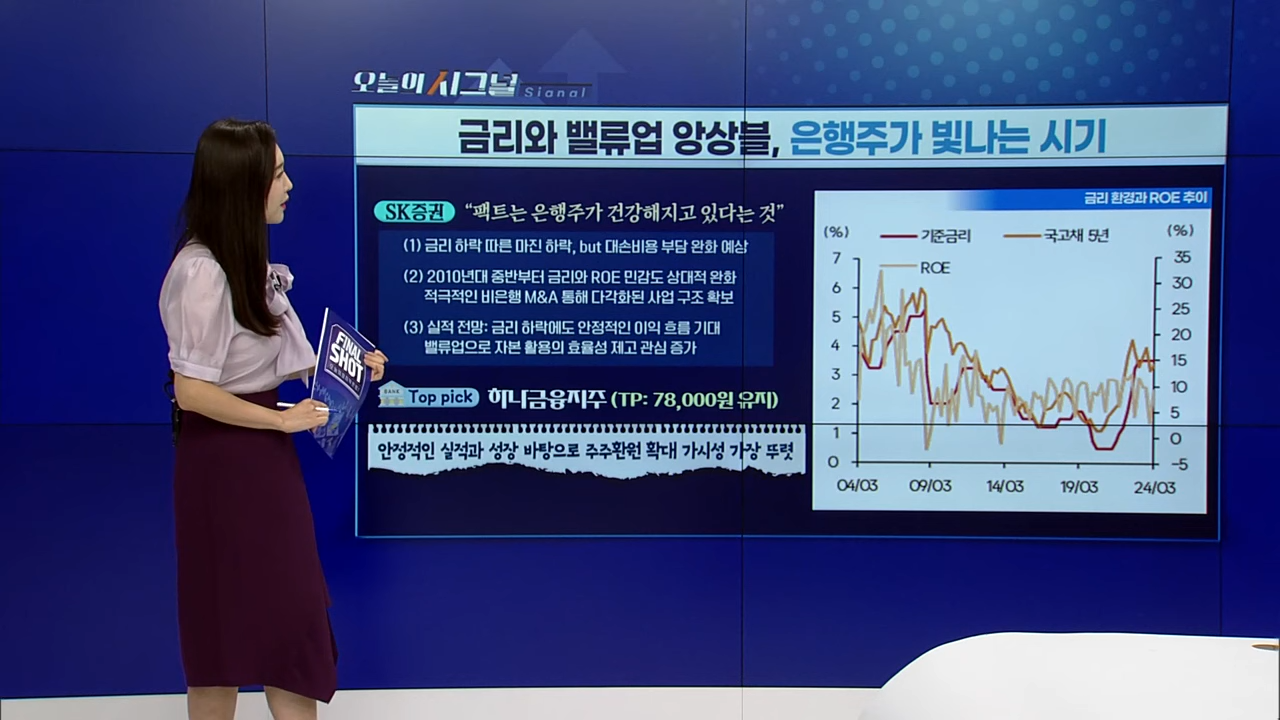 오늘의 시그널
Signal
금리와 밸류업 앙상블, 은행주가 빛나는 시기
SK증권 “팩트는 은행주가 건강해지고 있다는 것”
(1) 금리 하락 따른 마진 하락, but 대손비용 부담 완화 예상
(2) 2010년대 중반부터 금리와 ROE 민감도 상대적 완화
적극적인 비은행 M&A 통해 다각화된 사업 구조 확보
(3) 실적 전망: 금리 하락에도 안정적인 이익 흐름 기대
밸류업으로 자본 활용의 효율성 제고 관심 증가
BANK
Top pick 하나금융지주 (TP: 78,000원 유지)
안정적인 실적과 성장 바탕으로 주주환원 확대 가시성 가장 뚜렷
금리 환경과 ROE 추이
(%) 기준금리 국고채 5년 (%)
ROE
7 35
6 30
5 25
4 20
3 15
2 10
1 5
0 0
-5
04/03 09/03 14/03 19/03 24/03
FINAL
SHOT